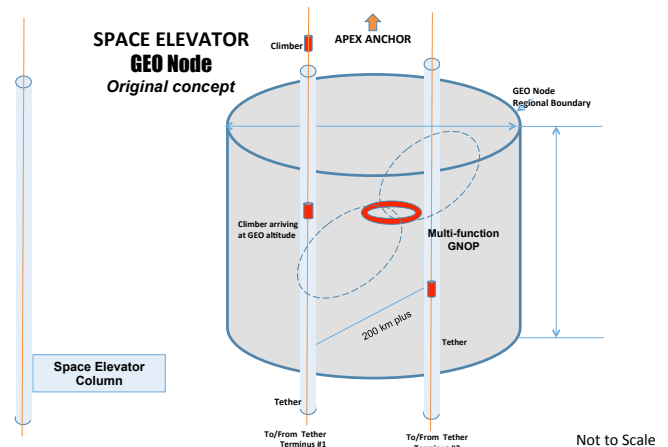 SPACE ELEVATOR
GEO Node
Original concept
Climber
APEX ANCHOR
GEO Node
Regional Boundary
Climber arriving
at GEO altitude
Multi-function
GNOP
200 km plus
Tether
Space Elevator
Column
Tether
To/From Tether
Terminus #1
To/From Tether
Terminus #2
Not to Scale